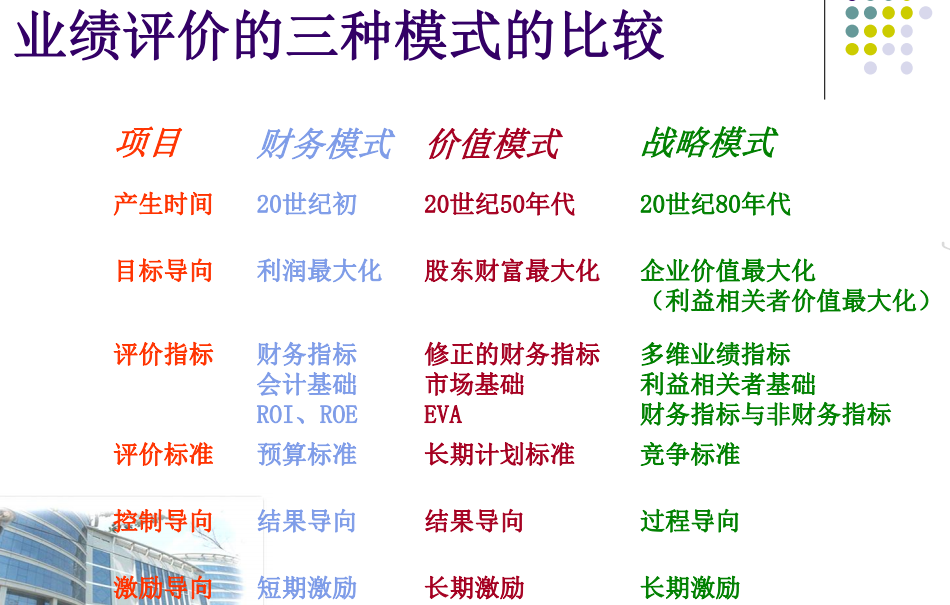 业绩评价的三种模式的比较
项目 财务模式 价值模式 战略模式
产生时间 20世纪初 20世纪50年代 20世纪80年代
目标导向 利润最大化 股东财富最大化 企业价值最大化
（利益相关者价值最大化）
评价指标 财务指标 修正的财务指标 多维业绩指标
会计基础 市场基础 利益相关者基础
ROI、ROE EVA 财务指标与非财务指标
评价标准 预算标准 长期计划标准 竞争标准
控制导向 结果导向 结果导向 过程导向
激励导向 短期激励 长期激励 长期激励